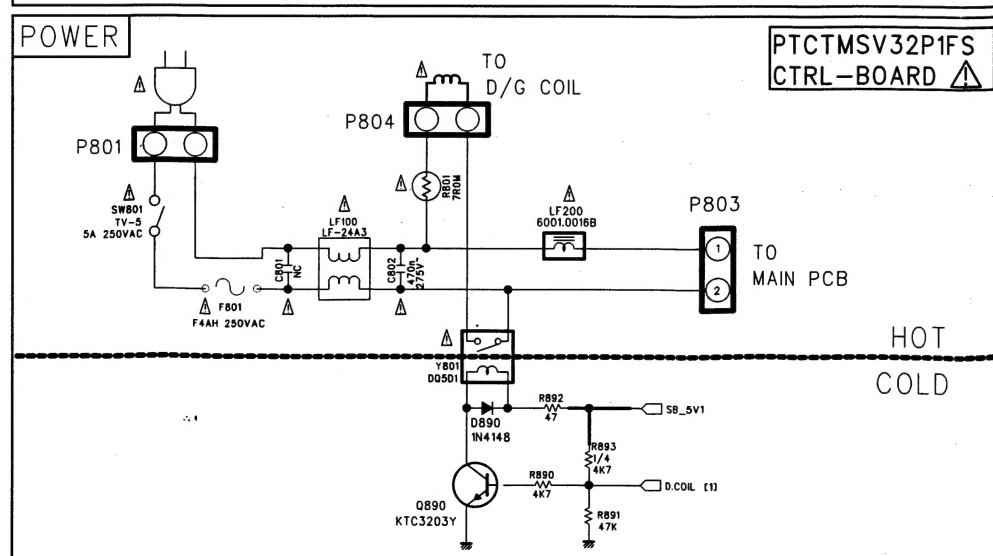 POWER
PTCTMSV32P1FS
CTRL-BOARD
TO
D/G COIL
P804
P801
SW801
TV-5
5A 250VAC
R801
7R0M
LF200
6001.0016B
P803
1
TO
MAIN PCB
2
LF100
LF-24A3
C801
NC
C802
470n
275V~
F801
F4AH 250VAC
HOT
COLD
Y801
DQ5D1
D890
1N4148
R892
47
SB_5V1
R893
1/4
4K7
R890
4K7
D.COIL [1]
R891
47K
Q890
KTC3203Y